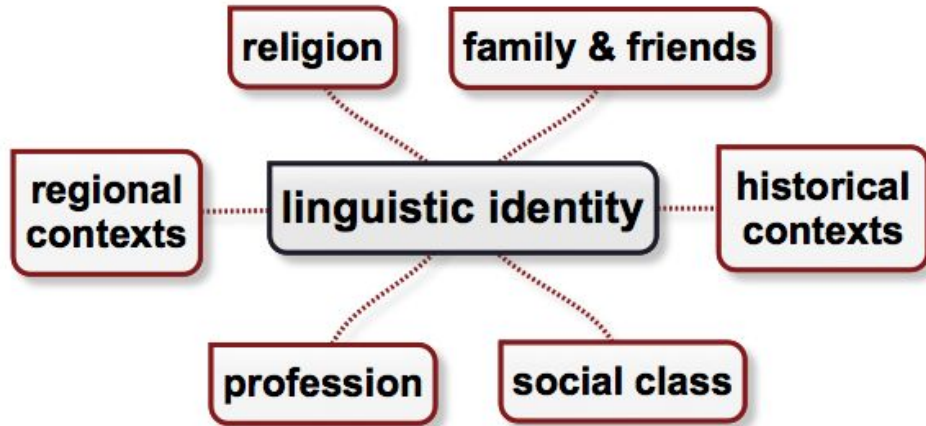 religion
family & friends
regional
contexts
linguistic identity
historical
contexts
profession
social class